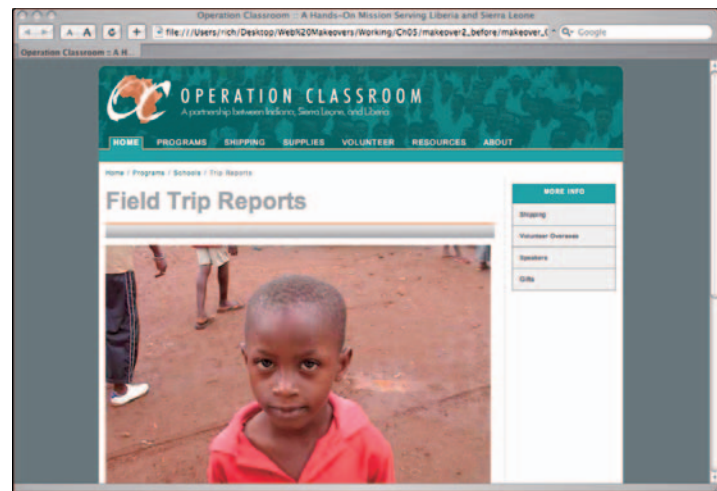 Operation Classroom :: A Hands-On Mission Serving Liberia and Sierra Leone
A A C + file:///Users/rich/Desktop/Web%20Makeovers/Working/Ch05/makeover2_before/makeover_( Q- Google
Operation Classroom :: A H...
OC OPERATION CLASSROOM
A partnership between Indiana, Sierra Leone, and Liberia
HOME PROGRAMS SHIPPING SUPPLIES VOLUNTEER RESOURCES ABOUT
Home / Programs / Schools / Trip Reports
Field Trip Reports
MORE INFO
Shipping
Volunteer Overseas
Speakers
Gifts